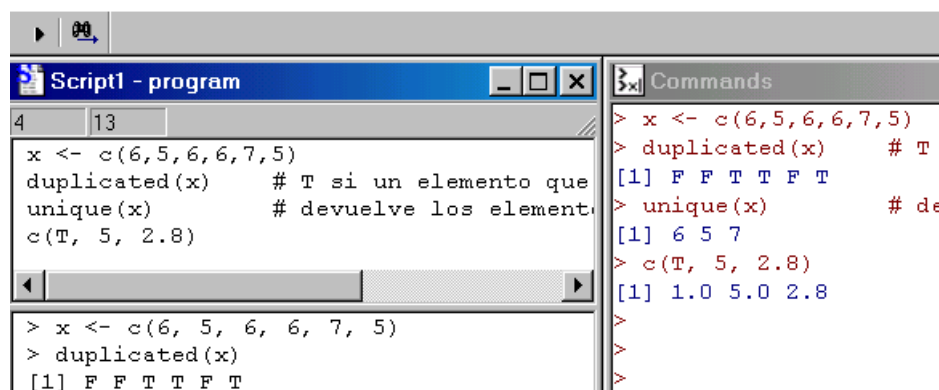 Script1 - program
4 13
x <- c(6,5,6,6,7,5)
duplicated(x) # T si un elemento que
unique(x) # devuelve los element
c(T, 5, 2.8)
> x <- c(6, 5, 6, 6, 7, 5)
> duplicated(x)
[1] F F T T F T
Commands
> x <- c(6,5,6,6,7,5)
> duplicated(x) # T
[1] F F T T F T
> unique(x) # de
[1] 6 5 7
> c(T, 5, 2.8)
[1] 1.0 5.0 2.8
>
>
>